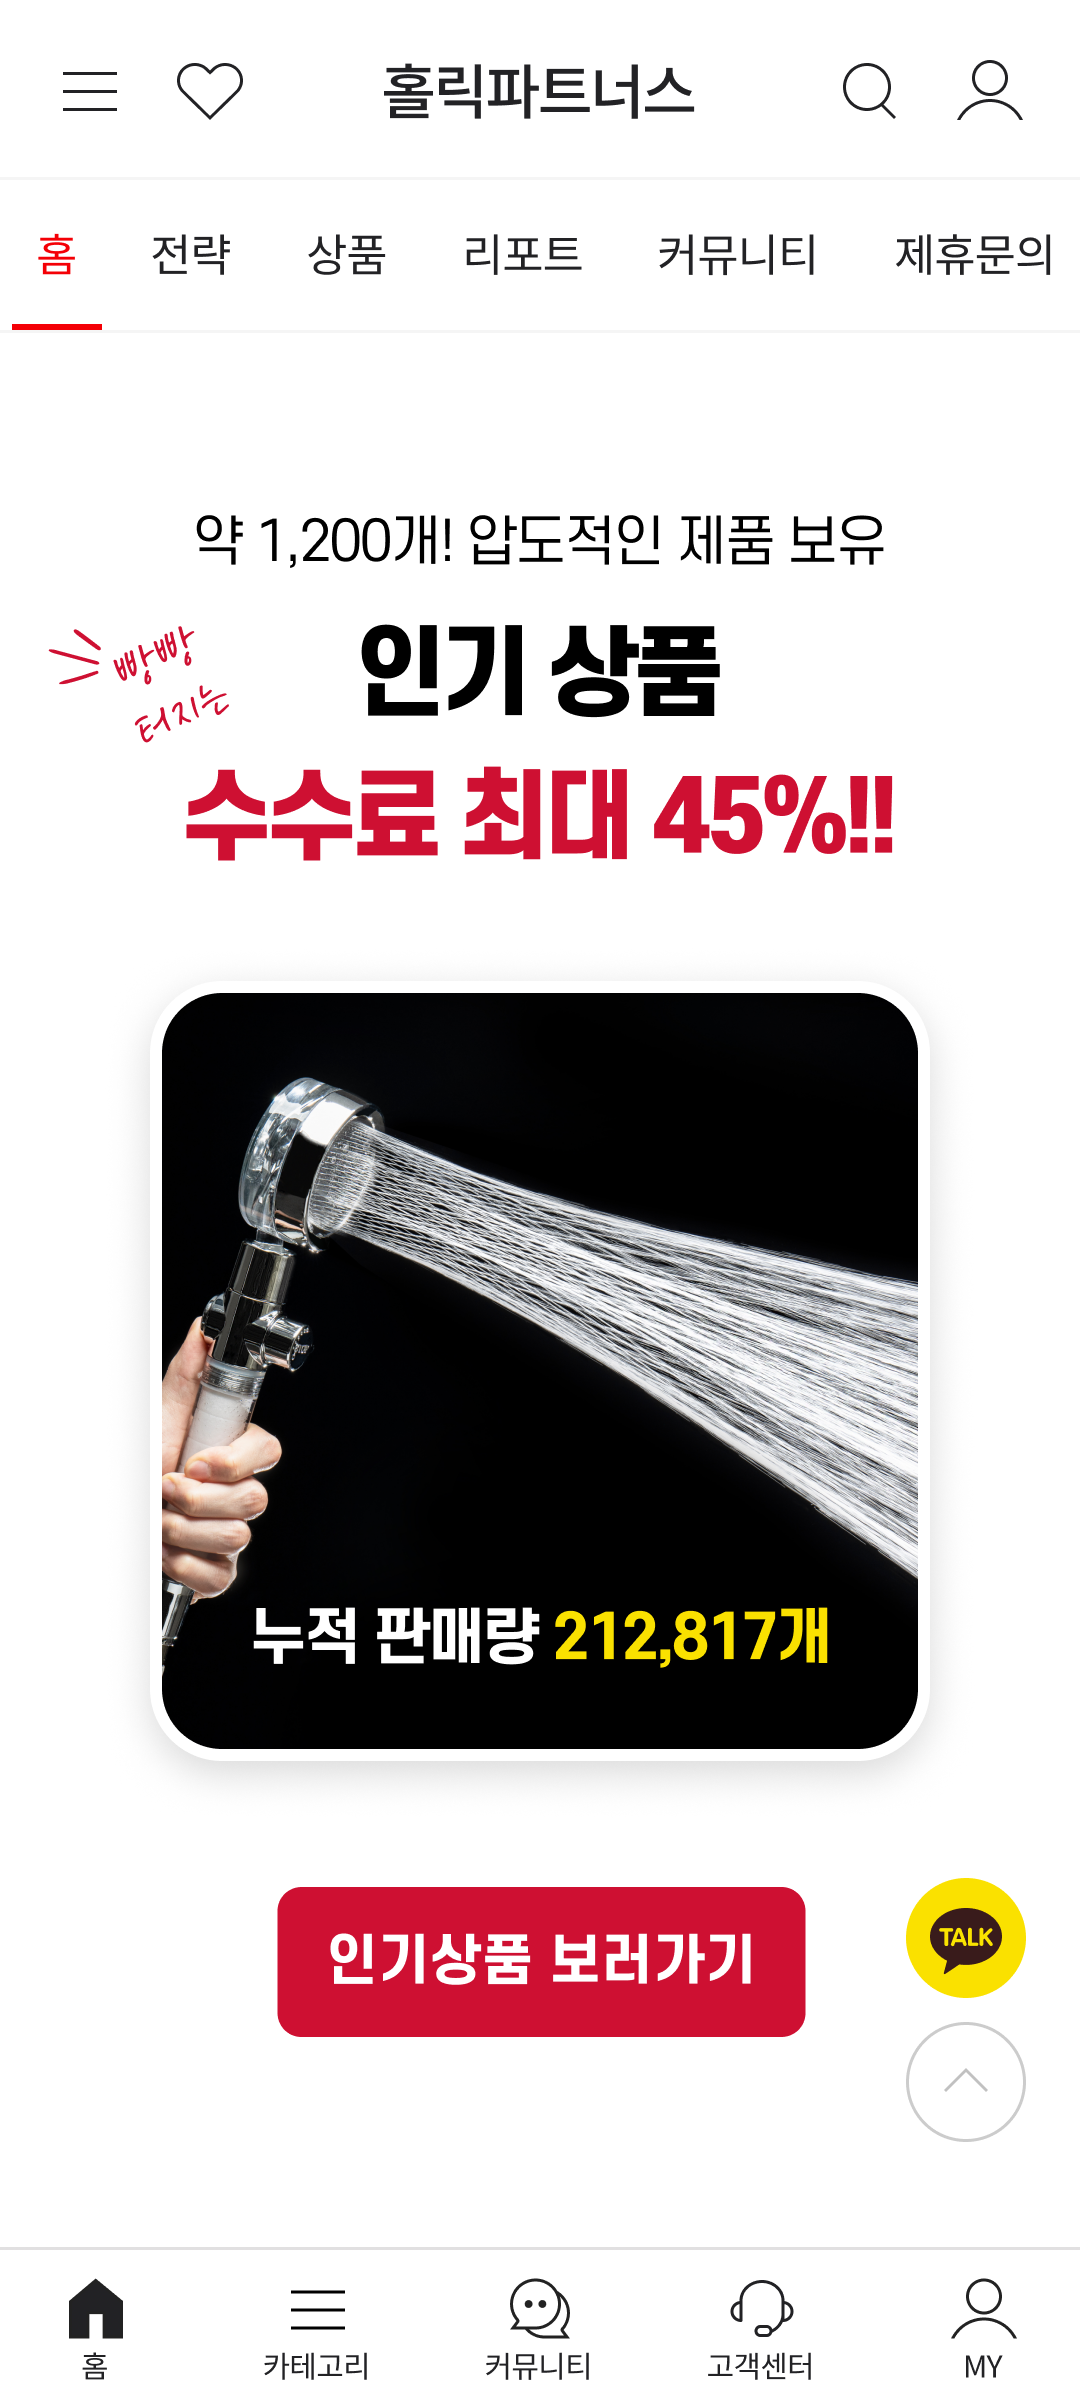 홀릭파트너스
홈 전략 상품 리포트 커뮤니티 제휴문의
약 1,200개! 압도적인 제품 보유
빵빵
터지는
인기 상품
수수료 최대 45%!!
누적 판매량 212,817개
인기상품 보러가기
TALK
홈 카테고리 커뮤니티 고객센터 MY